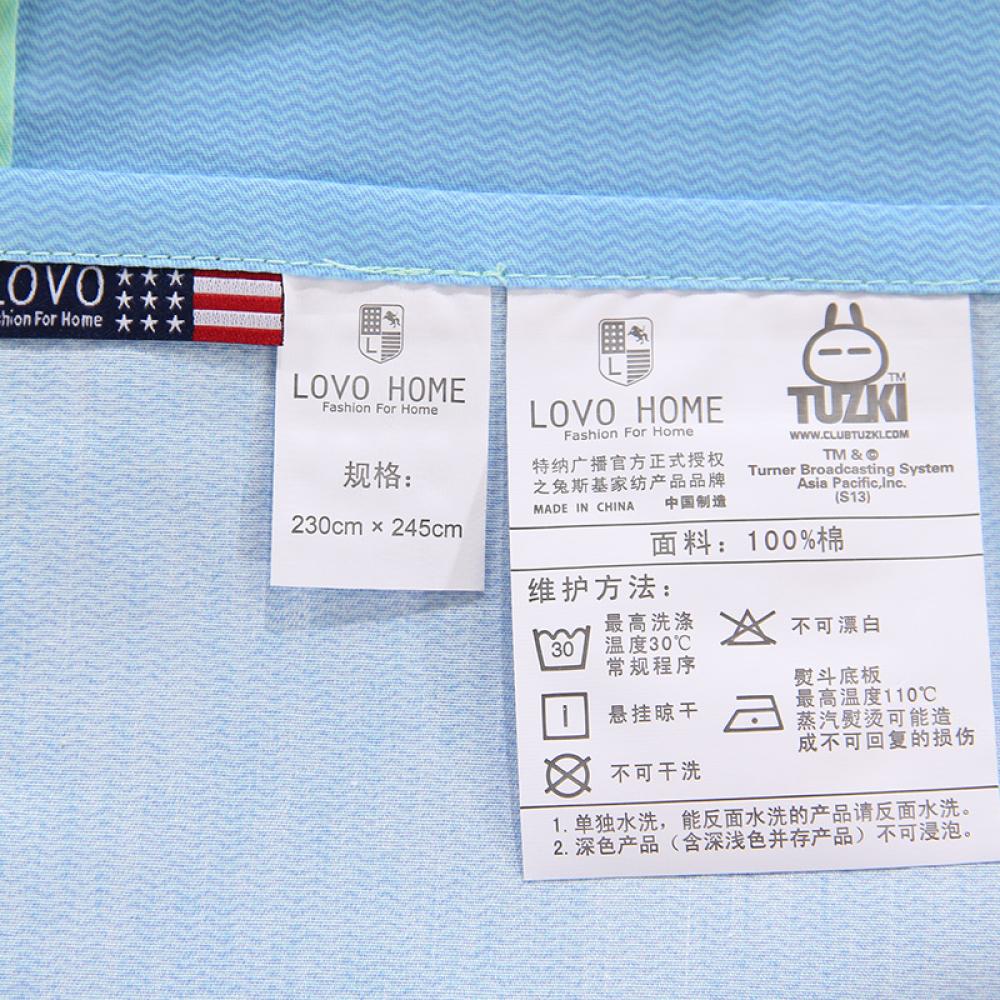 LOVO
Fashion For Home
L
LOVO HOME
Fashion For Home
规格：
230cm × 245cm
L
LOVO HOME
Fashion For Home
特纳广播官方正式授权
之兔斯基家纺产品品牌
MADE IN CHINA 中国制造
TUZKI™
WWW.CLUBTUZKI.COM
TM & ©
Turner Broadcasting System
Asia Pacific,Inc.
(S13)
面料：100%棉
维护方法：
30
最高洗涤
温度30℃
常规程序
不可漂白
悬挂晾干
熨斗底板
最高温度110℃
蒸汽熨烫可能造
成不可回复的损伤
不可干洗
1. 单独水洗，能反面水洗的产品请反面水洗。
2. 深色产品（含深浅色并存产品）不可浸泡。